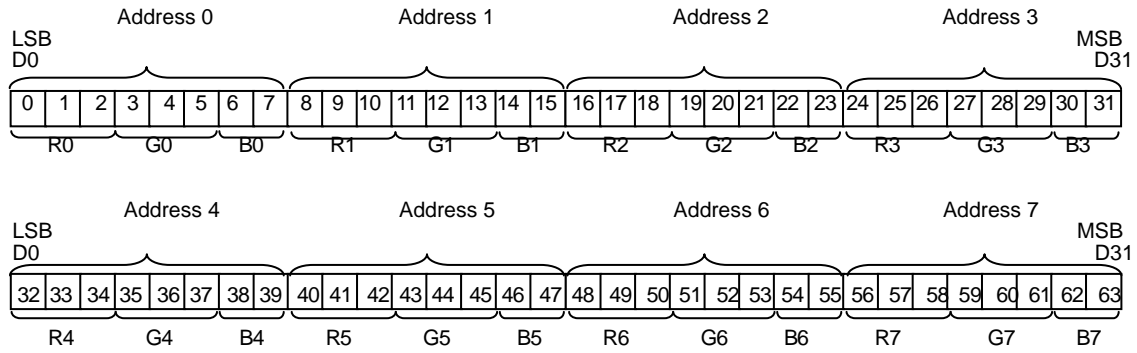 Address 0 Address 1 Address 2 Address 3
LSB MSB
D0 D31
0 1 2 3 4 5 6 7 8 9 10 11 12 13 14 15 16 17 18 19 20 21 22 23 24 25 26 27 28 29 30 31
R0 G0 B0 R1 G1 B1 R2 G2 B2 R3 G3 B3
Address 4 Address 5 Address 6 Address 7
LSB MSB
D0 D31
32 33 34 35 36 37 38 39 40 41 42 43 44 45 46 47 48 49 50 51 52 53 54 55 56 57 58 59 60 61 62 63
R4 G4 B4 R5 G5 B5 R6 G6 B6 R7 G7 B7